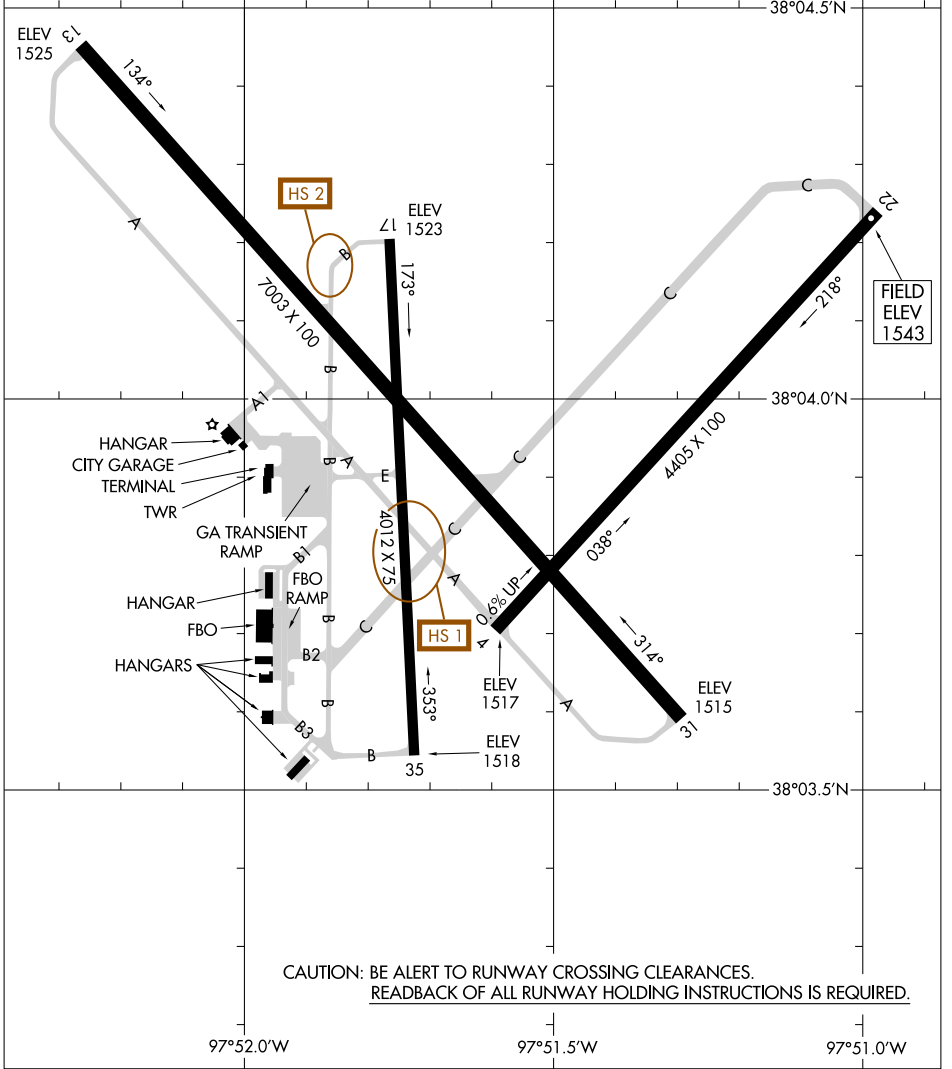 38°04.5'N
ELEV
1525
13
134°
HS 2
B
17
ELEV
1523
173°
C
22
FIELD
ELEV
1543
218°
A
7003 X 100
C
B
38°04.0'N
A1
HANGAR
CITY GARAGE
TERMINAL
TWR
B
A
E
C
4405 X 100
GA TRANSIENT
RAMP
4012 X 75
C
038°
B1
FBO
RAMP
HANGAR
FBO
B
C
A
0.6% UP
4
HS 1
314°
B2
HANGARS
B
353°
ELEV
1517
A
ELEV
1515
31
B3
B
35
ELEV
1518
38°03.5'N
CAUTION: BE ALERT TO RUNWAY CROSSING CLEARANCES.
READBACK OF ALL RUNWAY HOLDING INSTRUCTIONS IS REQUIRED.
97°52.0'W
97°51.5'W
97°51.0'W